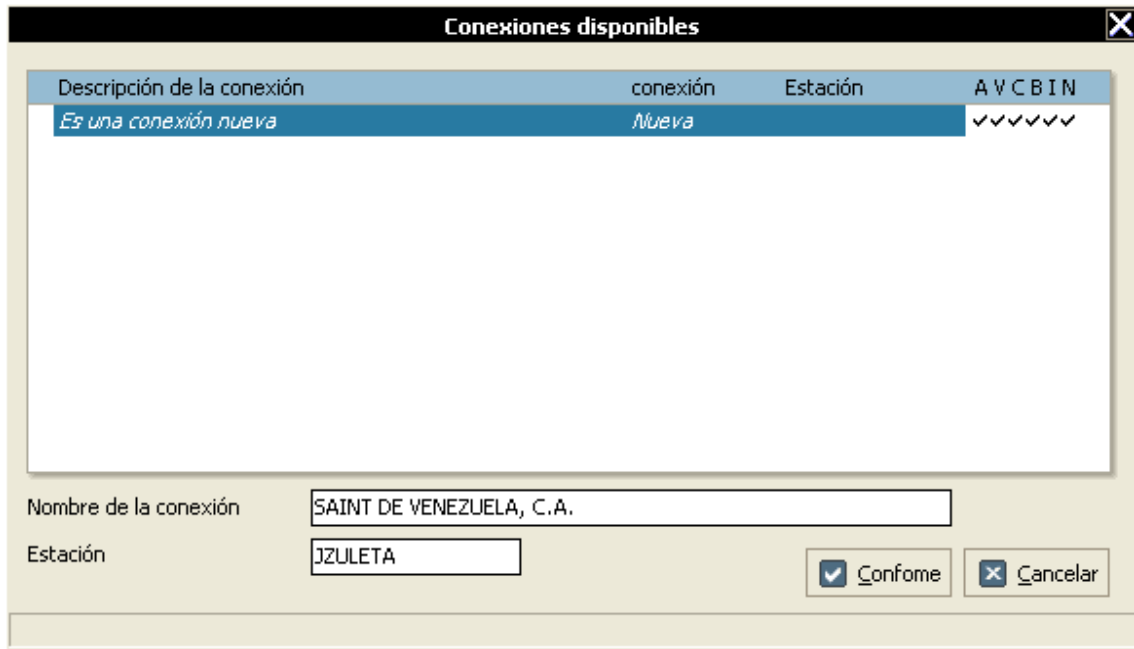 Conexiones disponibles
Descripción de la conexión conexión Estación A V C B I N
Es una conexión nueva Nueva ✓✓✓✓✓✓
Nombre de la conexión SAINT DE VENEZUELA, C.A.
Estación JZULETA
Confome Cancelar